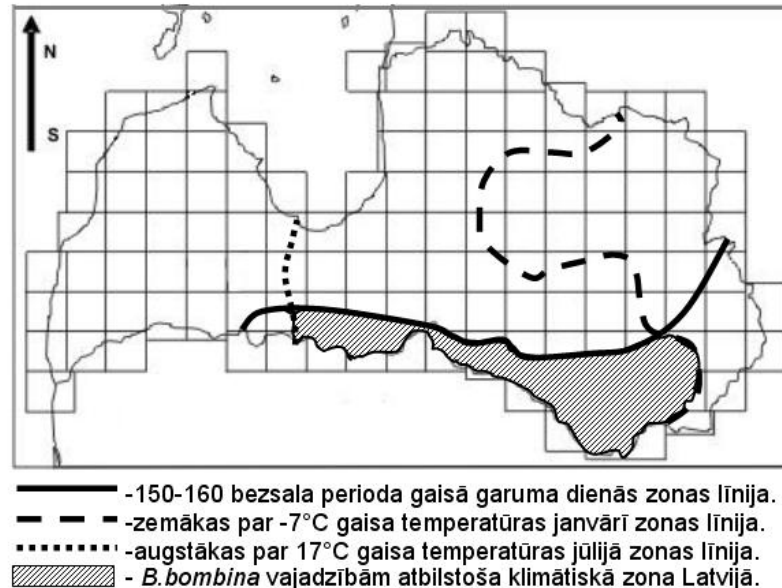 N
S
-150-160 bezsala perioda gaisā garuma dienās zonas līnija.
-zemākas par -7°C gaisa temperatūras janvārī zonas līnija.
-augstākas par 17°C gaisa temperatūras jūlijā zonas līnija.
- B.bombina vajadzībām atbilstoša klimātiskā zona Latvijā.